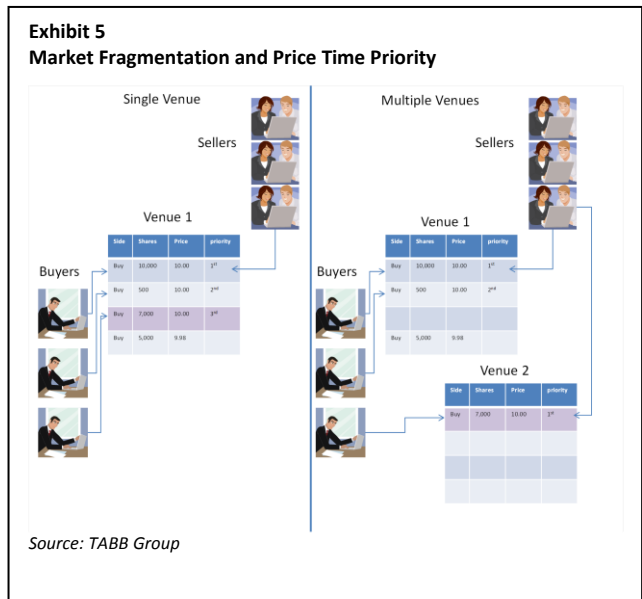 Exhibit 5
Market Fragmentation and Price Time Priority
Single Venue
Sellers
Venue 1
Side Shares Price priority
Buy 10,000 10.00 1st
Buy 500 10.00 2nd
Buy 7,000 10.00 3rd
Buy 5,000 9.98
Buyers
Multiple Venues
Sellers
Venue 1
Side Shares Price priority
Buy 10,000 10.00 1st
Buy 500 10.00 2nd
Buy 5,000 9.98
Buyers
Venue 2
Side Shares Price priority
Buy 7,000 10.00 1st
Source: TABB Group